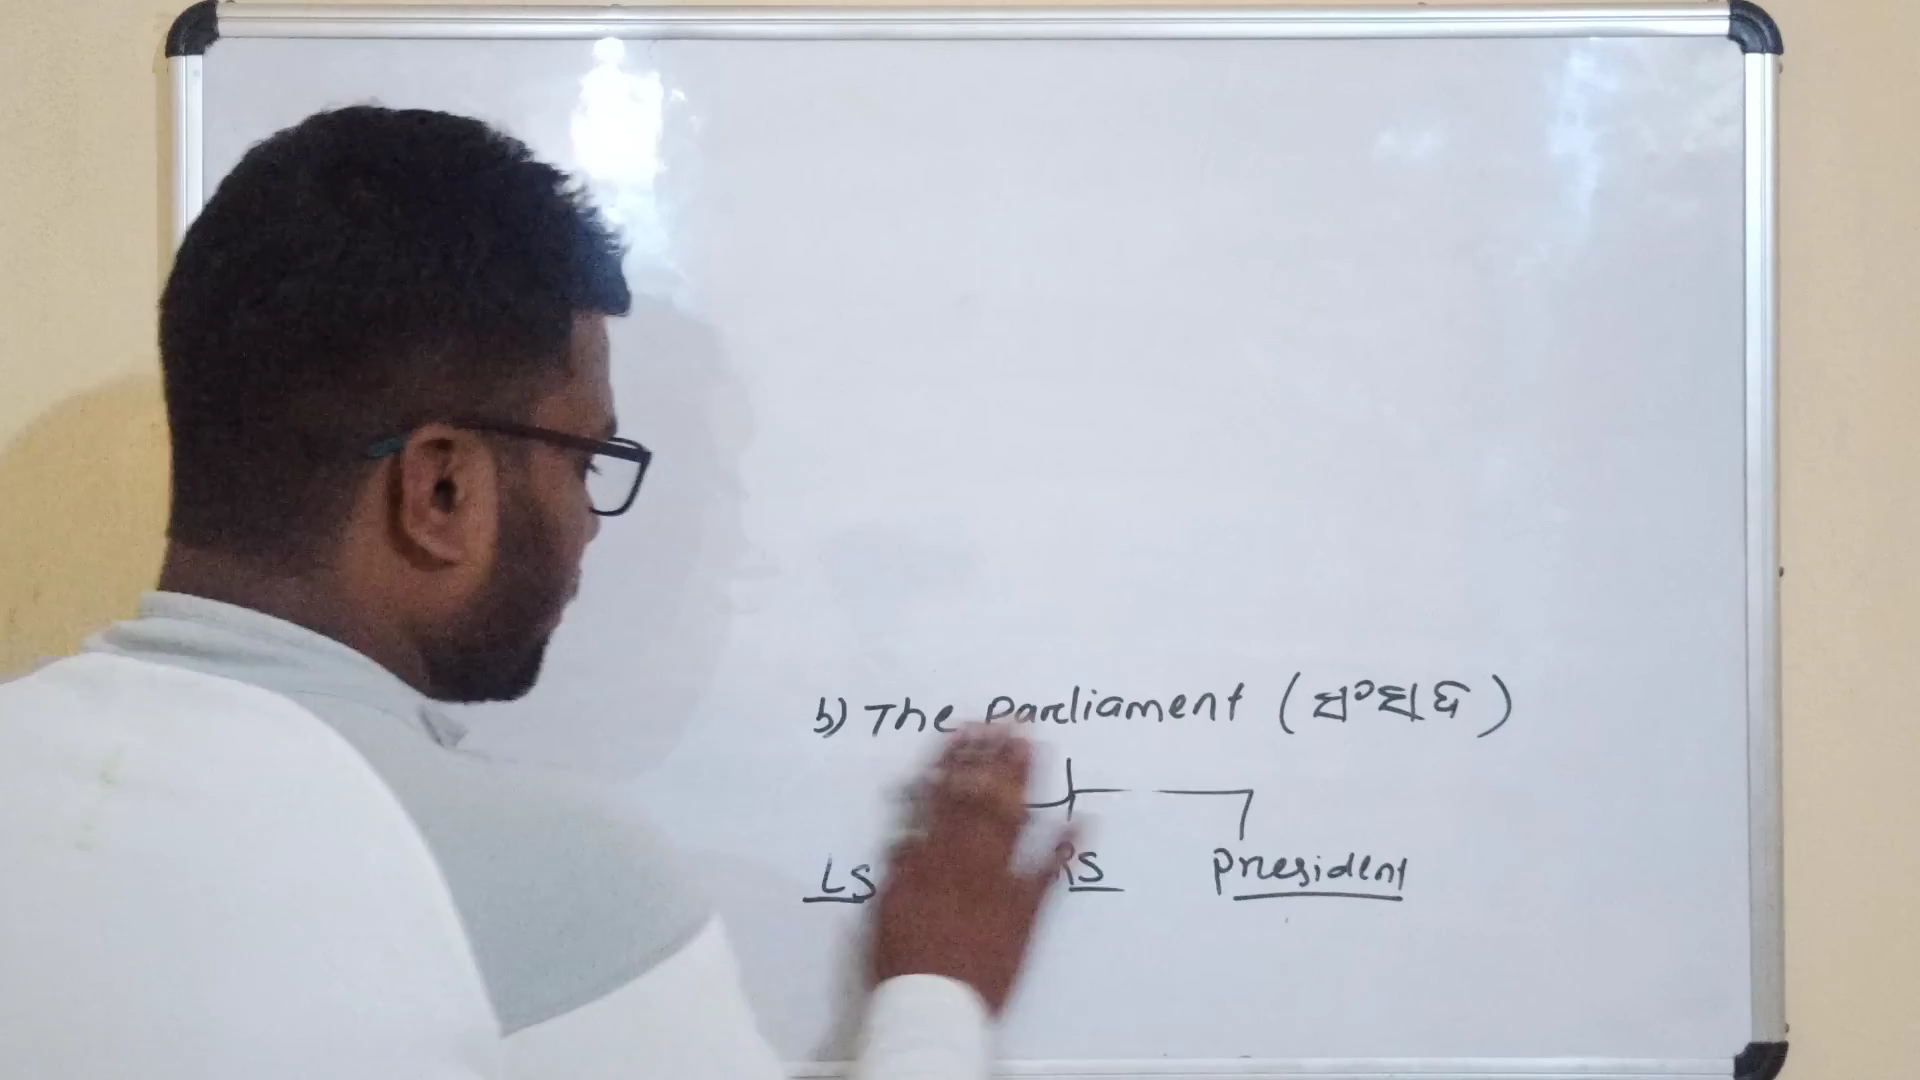 b) The Parliament (ସଂସଦ)
LS RS President